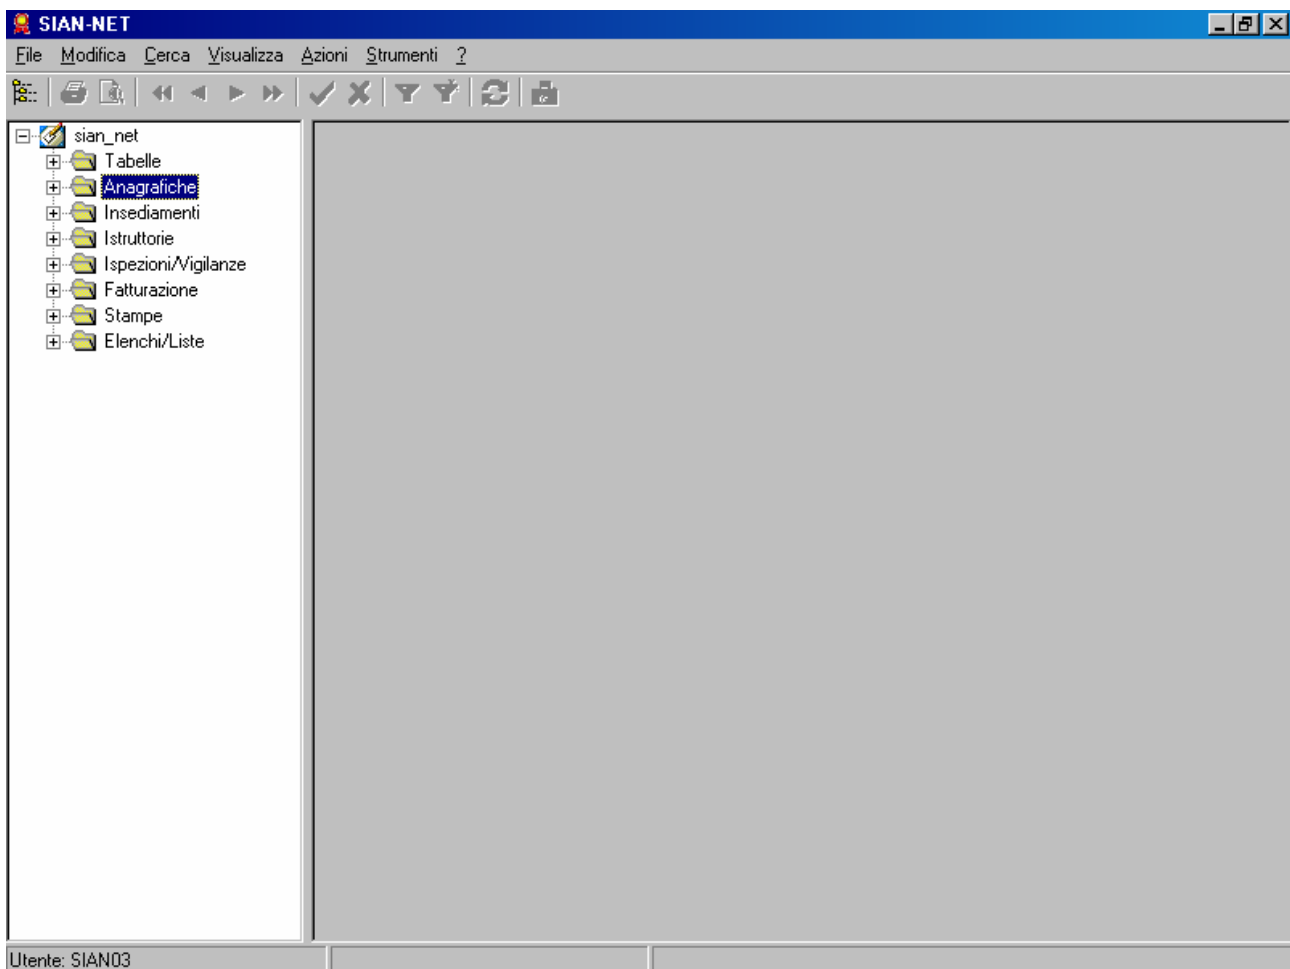 SIAN-NET
File Modifica Cerca Visualizza Azioni Strumenti ?
sian_net
Tabelle
Anagrafiche
Insediamenti
Istruttorie
Ispezioni/Vigilanze
Fatturazione
Stampe
Elenchi/Liste
Utente: SIAN03